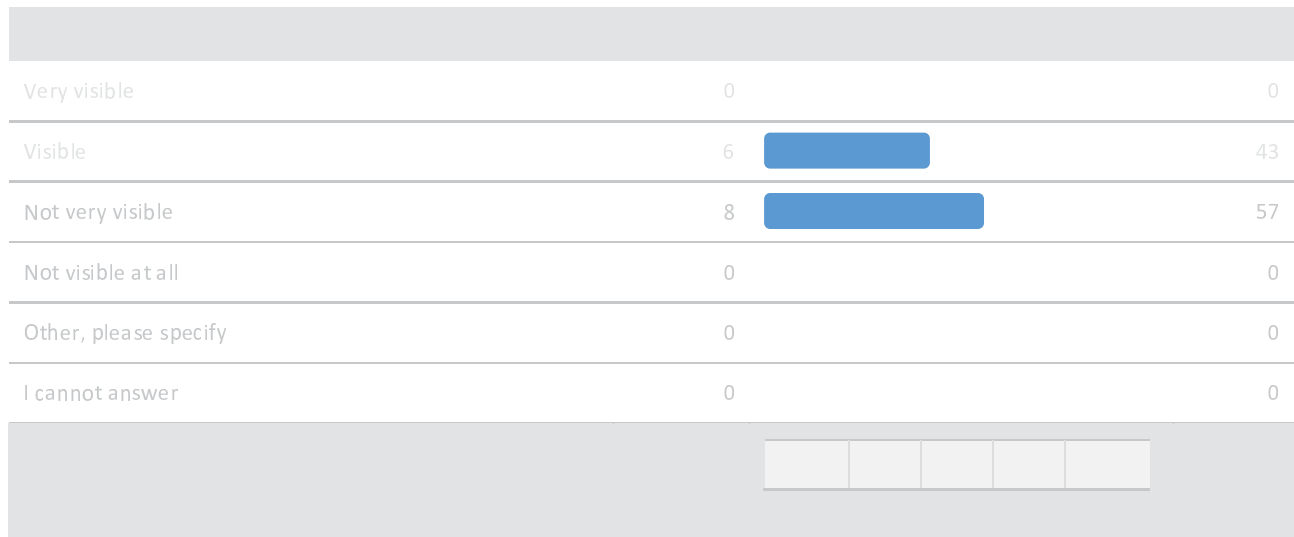 Very visible 0 0
Visible 6 43
Not very visible 8 57
Not visible at all 0 0
Other, please specify 0 0
I cannot answer 0 0